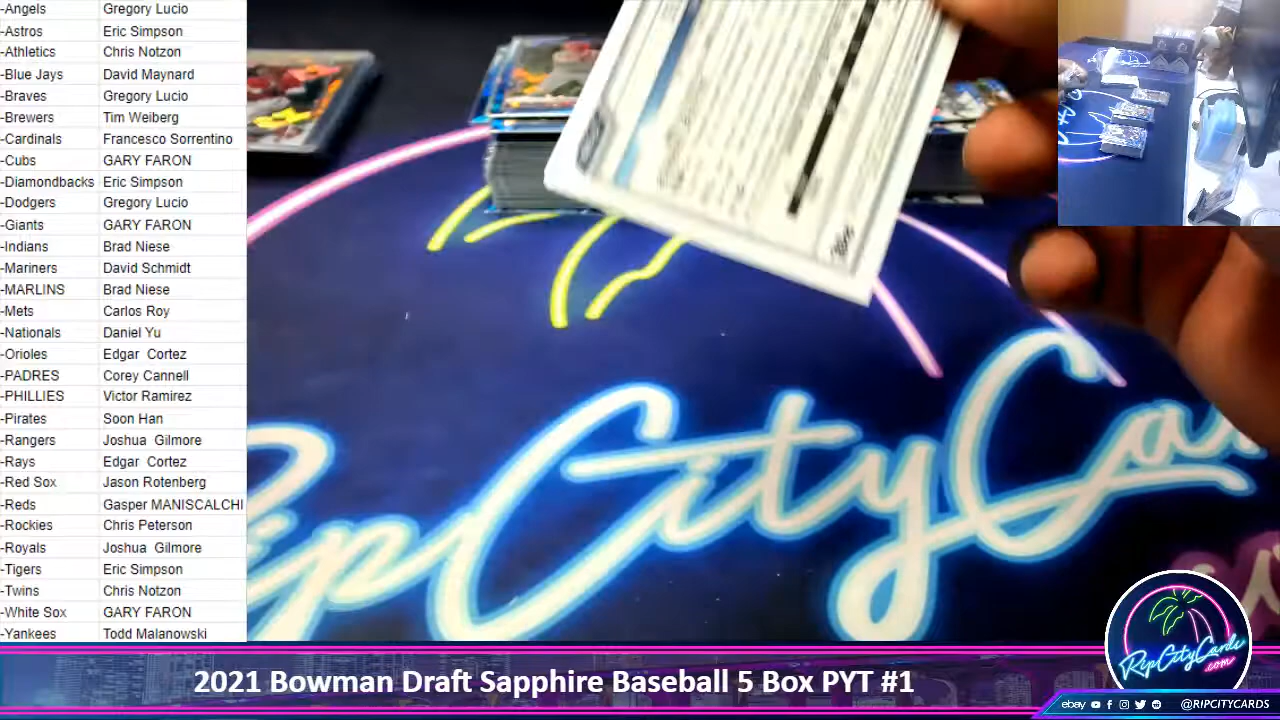 -Angels Gregory Lucio
-Astros Eric Simpson
-Athletics Chris Notzon
-Blue Jays David Maynard
-Braves Gregory Lucio
-Brewers Tim Weiberg
-Cardinals Francesco Sorrentino
-Cubs GARY FARON
-Diamondbacks Eric Simpson
-Dodgers Gregory Lucio
-Giants GARY FARON
-Indians Brad Niese
-Mariners David Schmidt
-MARLINS Brad Niese
-Mets Carlos Roy
-Nationals Daniel Yu
-Orioles Edgar Cortez
-PADRES Corey Cannell
-PHILLIES Victor Ramirez
-Pirates Soon Han
-Rangers Joshua Gilmore
-Rays Edgar Cortez
-Red Sox Jason Rotenberg
-Reds Gasper MANISCALCHI
-Rockies Chris Peterson
-Royals Joshua Gilmore
-Tigers Eric Simpson
-Twins Chris Notzon
-White Sox GARY FARON
-Yankees Todd Malanowski
RipCityCa
RipCityCards
.com
2021 Bowman Draft Sapphire Baseball 5 Box PYT #1
ebay @RIPCITYCARDS